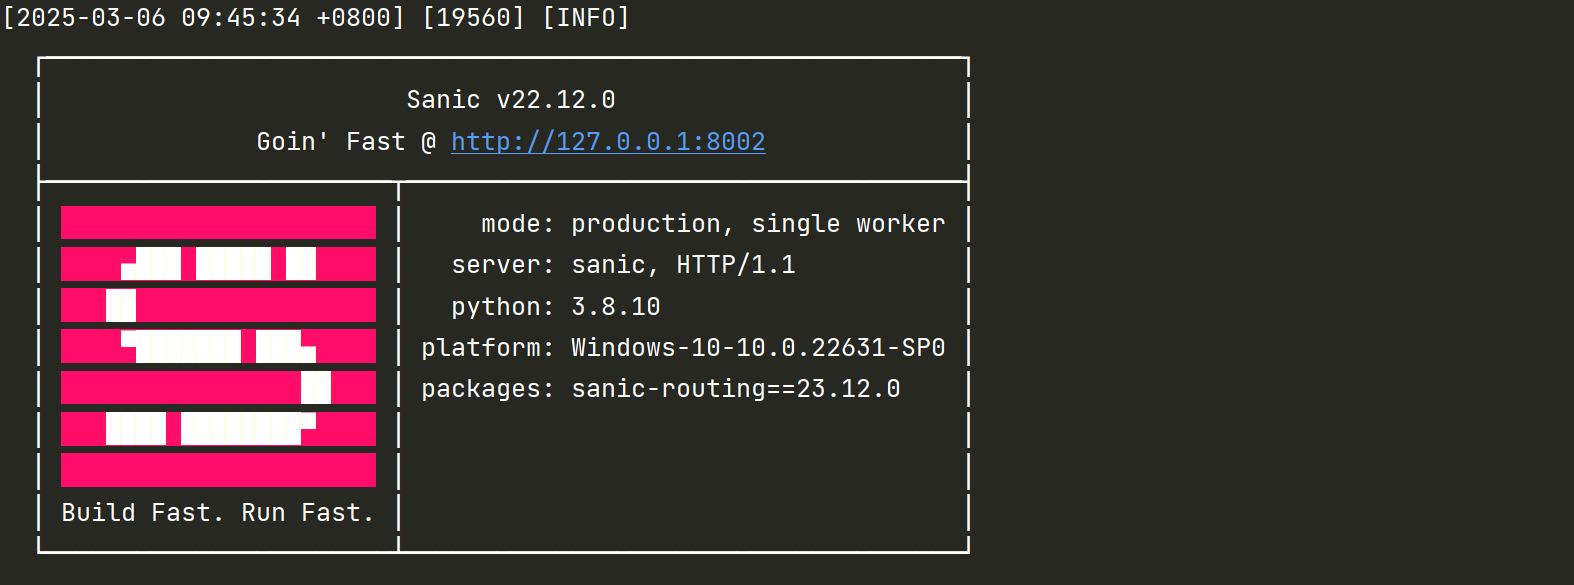 [2025-03-06 09:45:34 +0800] [19560] [INFO]
Sanic v22.12.0
Goin' Fast @ http://127.0.0.1:8002
mode: production, single worker
server: sanic, HTTP/1.1
python: 3.8.10
platform: Windows-10-10.0.22631-SP0
packages: sanic-routing==23.12.0
Build Fast. Run Fast.